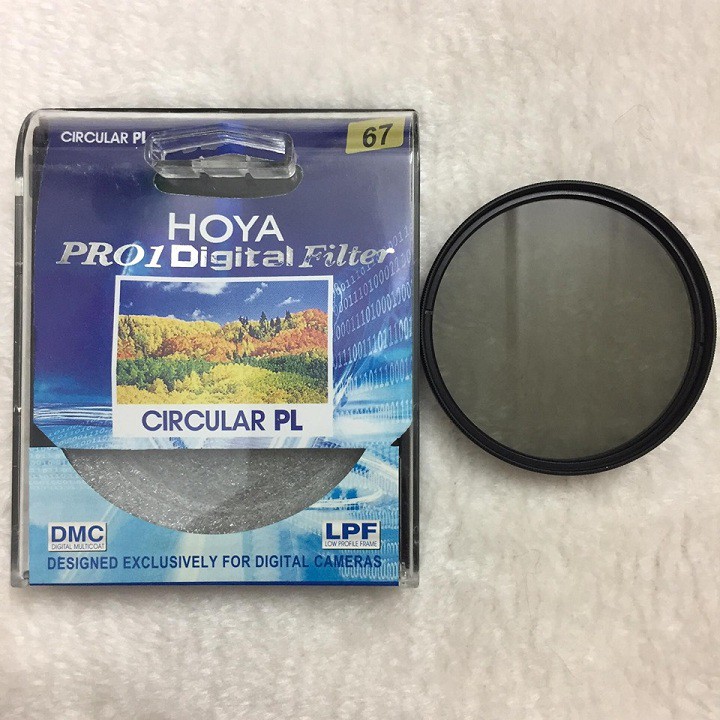 CIRCULAR PL
67
HOYA
PRO1 Digital Filter
CIRCULAR PL
DMC
DIGITAL MULTICOAT
LPF
LOW PROFILE FRAME
DESIGNED EXCLUSIVELY FOR DIGITAL CAMERAS